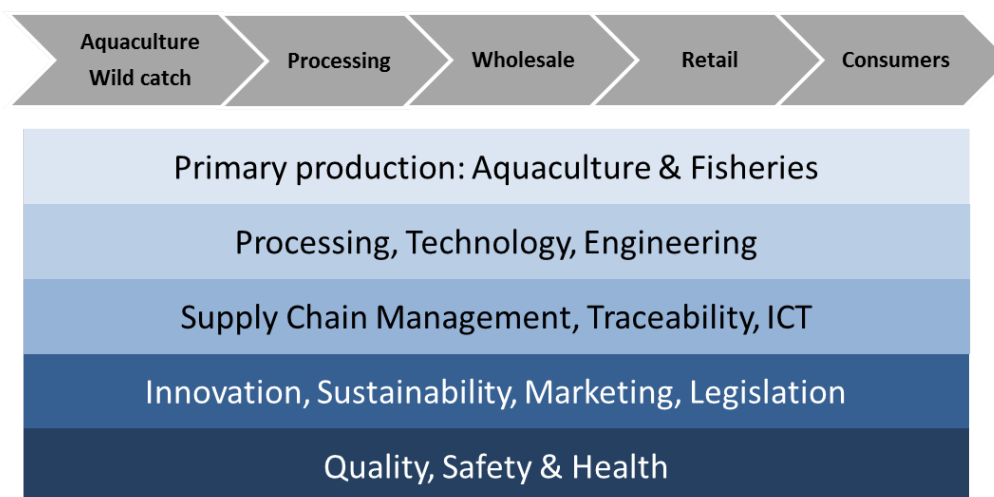 Aquaculture
Wild catch
Processing
Wholesale
Retail
Consumers
Primary production: Aquaculture & Fisheries
Processing, Technology, Engineering
Supply Chain Management, Traceability, ICT
Innovation, Sustainability, Marketing, Legislation
Quality, Safety & Health